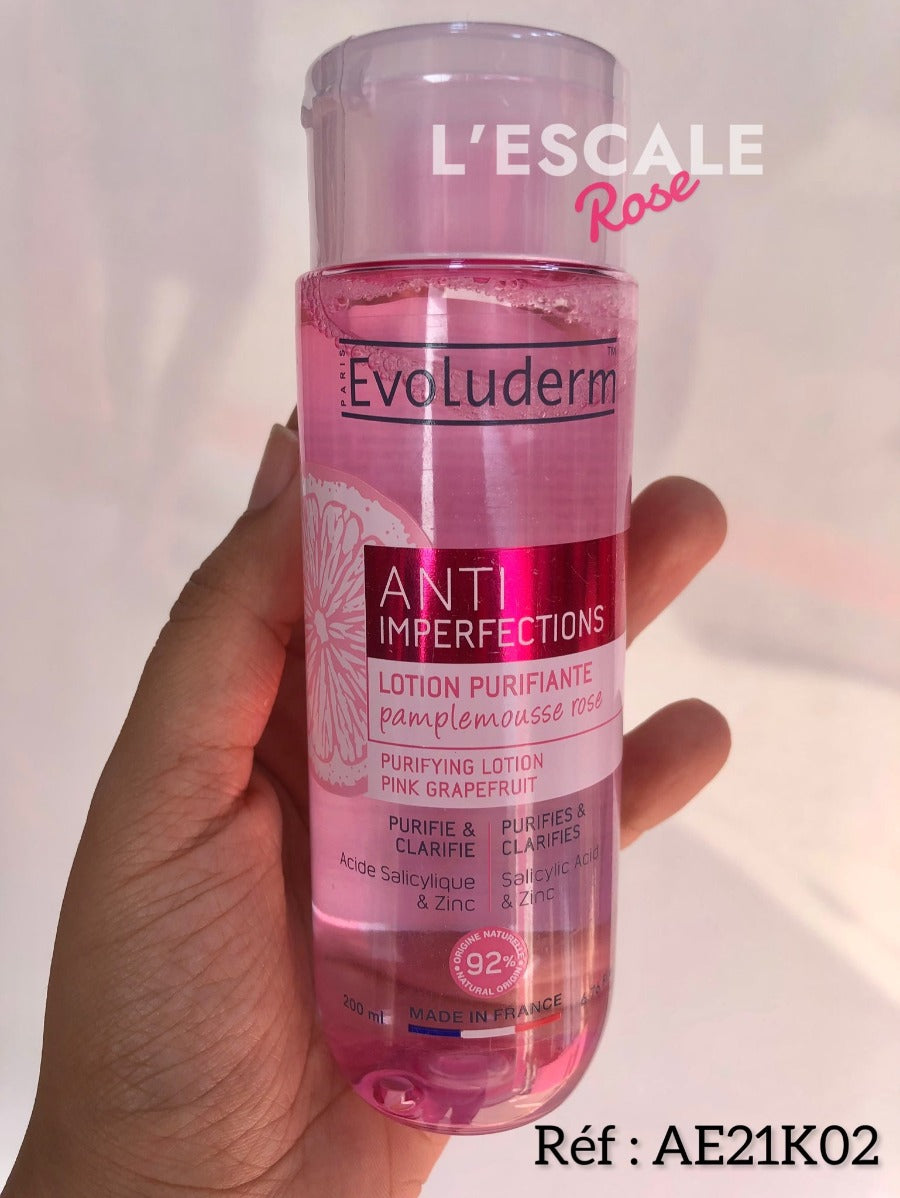 L'ESCALE
Rose
PARIS
EVOLuderm™
ANTI
IMPERFECTIONS
LOTION PURIFIANTE
pamplemousse rose
PURIFYING LOTION
PINK GRAPEFRUIT
PURIFIE &
CLARIFIE
Acide Salicylique
& Zinc
PURIFIES &
CLARIFIES
Salicylic Acid
& Zinc
ORIGINE NATURELLE
92%
NATURAL ORIGIN
200 ml
MADE IN FRANCE
Réf : AE21K02